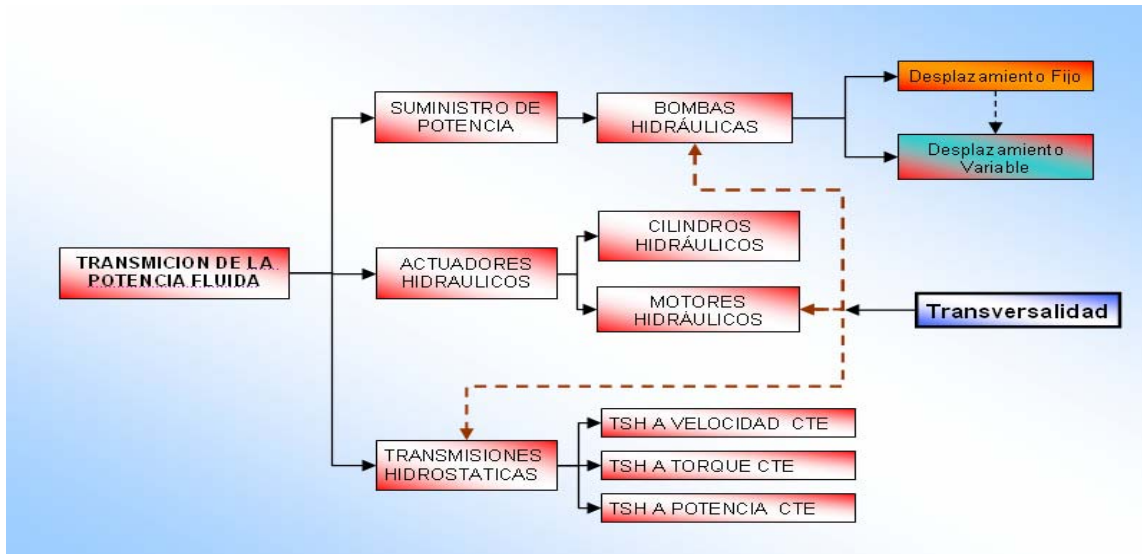 Desplazamiento Fijo
SUMINISTRO DE
POTENCIA
BOMBAS
HIDRÁULICAS
Desplazamiento
Variable
TRANSMICION DE LA
POTENCIA FLUIDA
ACTUADORES
HIDRAULICOS
CILINDROS
HIDRÁULICOS
MOTORES
HIDRÁULICOS
Transversalidad
TRANSMISIONES
HIDROSTATICAS
TSH A VELOCIDAD CTE
TSH A TORQUE CTE
TSH A POTENCIA CTE